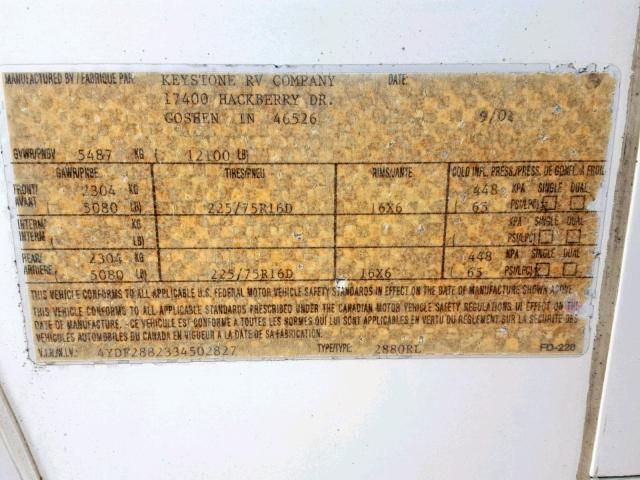 MANUFACTURED BY / FABRIQUE PAR: KEYSTONE RV COMPANY DATE:
17400 HACKBERRY DR.
GOSHEN IN 46526 9/02
GVWR/PNBV 5487 KG ( 12100 LB)
GAWR/PNBE TIRES/PNEU RIMS/JANTE COLD INFL. PRESS./PRESS. DE GONFL. A FROID
FRONT/ 2304 KG 448 KPA SINGLE DUAL
AVANT 5080 LB) 225/75R16D 16X6 ( 65 PSI/LPC)
INTERM/ KG KPA SINGLE DUAL
INTERM ( LB) ( PSI/LPC)
REAR/ 2304 KG 448 KPA SINGLE DUAL
ARRIERE 5080 LB) 225/75R16D 16X6 ( 65 PSI/LPC)
THIS VEHICLE CONFORMS TO ALL APPLICABLE U.S. FEDERAL MOTOR VEHICLE SAFETY STANDARDS IN EFFECT ON THE DATE OF MANUFACTURE SHOWN ABOVE.
THIS VEHICLE CONFORMS TO ALL APPLICABLE STANDARDS PRESCRIBED UNDER THE CANADIAN MOTOR VEHICLE SAFETY REGULATIONS IN EFFECT ON THE
DATE OF MANUFACTURE. - CE VEHICULE EST CONFORME A TOUTES LES NORMES QUI LUI SONT APPLICABLES EN VERTU DU REGLEMENT SUR LA SECURITE DES
VEHICULES AUTOMOBILES DU CANADA EN VIGUEUR A LA DATE DE SA FABRICATION.
V.I.N./N.I.V.: 4YDF2882334502827 TYPE/TYPE: 2880RL FD-228